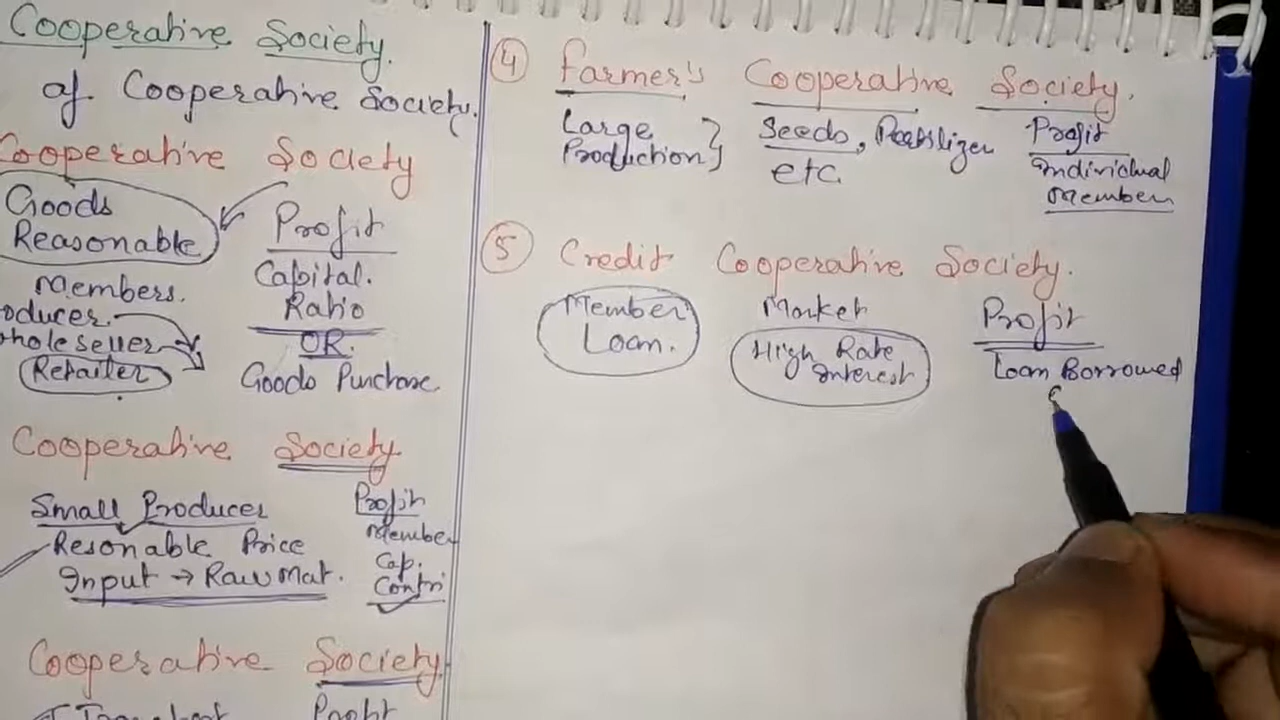 Cooperative Society.
of Cooperative Society.
Cooperative Society
Goods
Reasonable
Profit
Capital.
Ratio
OR.
Goods Purchase.
Members.
oducer.
holeseller
Retailer
Cooperative Society
Small Producer
Resonable Price
Input → Raw Mat.
Profit
Member
Cap.
Contri
Cooperative Society.
Profit
④ Farmer's Cooperative Society.
Large
Production}
Seeds,
etc.
Profit
Individual
Member
⑤ Credit Cooperative Society.
Member
Loan.
Market
High Rate
Interest
Profit
Loan Borrowed